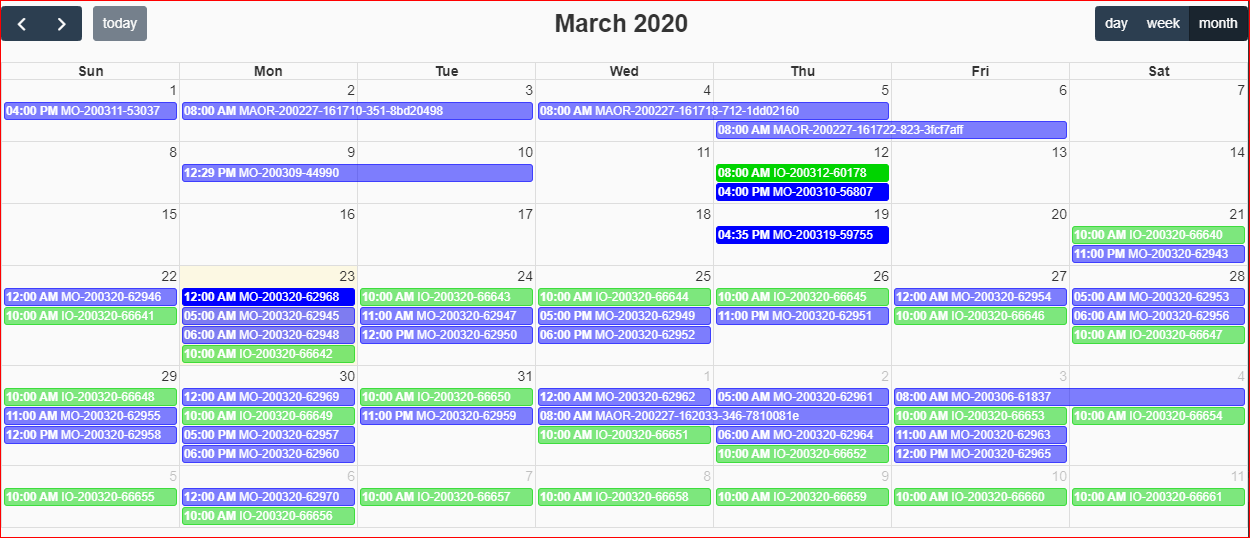 today
March 2020
day week month
Sun Mon Tue Wed Thu Fri Sat
1 2 3 4 5 6 7
04:00 PM MO-200311-53037 08:00 AM MAOR-200227-161710-351-8bd20498 08:00 AM MAOR-200227-161718-712-1dd02160
08:00 AM MAOR-200227-161722-823-3fcf7aff
8 9 10 11 12 13 14
12:29 PM MO-200309-44990 08:00 AM IO-200312-60178
04:00 PM MO-200310-56807
15 16 17 18 19 20 21
04:35 PM MO-200319-59755 10:00 AM IO-200320-66640
11:00 PM MO-200320-62943
22 23 24 25 26 27 28
12:00 AM MO-200320-62946 12:00 AM MO-200320-62968 10:00 AM IO-200320-66643 10:00 AM IO-200320-66644 10:00 AM IO-200320-66645 12:00 AM MO-200320-62954 05:00 AM MO-200320-62953
10:00 AM IO-200320-66641 05:00 AM MO-200320-62945 11:00 AM MO-200320-62947 05:00 PM MO-200320-62949 11:00 PM MO-200320-62951 10:00 AM IO-200320-66646 06:00 AM MO-200320-62956
06:00 AM MO-200320-62948 12:00 PM MO-200320-62950 06:00 PM MO-200320-62952 10:00 AM IO-200320-66647
10:00 AM IO-200320-66642
29 30 31 1 2 3 4
10:00 AM IO-200320-66648 12:00 AM MO-200320-62969 10:00 AM IO-200320-66650 12:00 AM MO-200320-62962 05:00 AM MO-200320-62961 08:00 AM MO-200306-61837
11:00 AM MO-200320-62955 10:00 AM IO-200320-66649 11:00 PM MO-200320-62959 08:00 AM MAOR-200227-162033-346-7810081e 10:00 AM IO-200320-66653 10:00 AM IO-200320-66654
12:00 PM MO-200320-62958 05:00 PM MO-200320-62957 10:00 AM IO-200320-66651 06:00 AM MO-200320-62964 11:00 AM MO-200320-62963
06:00 PM MO-200320-62960 10:00 AM IO-200320-66652 12:00 PM MO-200320-62965
5 6 7 8 9 10 11
10:00 AM IO-200320-66655 12:00 AM MO-200320-62970 10:00 AM IO-200320-66657 10:00 AM IO-200320-66658 10:00 AM IO-200320-66659 10:00 AM IO-200320-66660 10:00 AM IO-200320-66661
10:00 AM IO-200320-66656